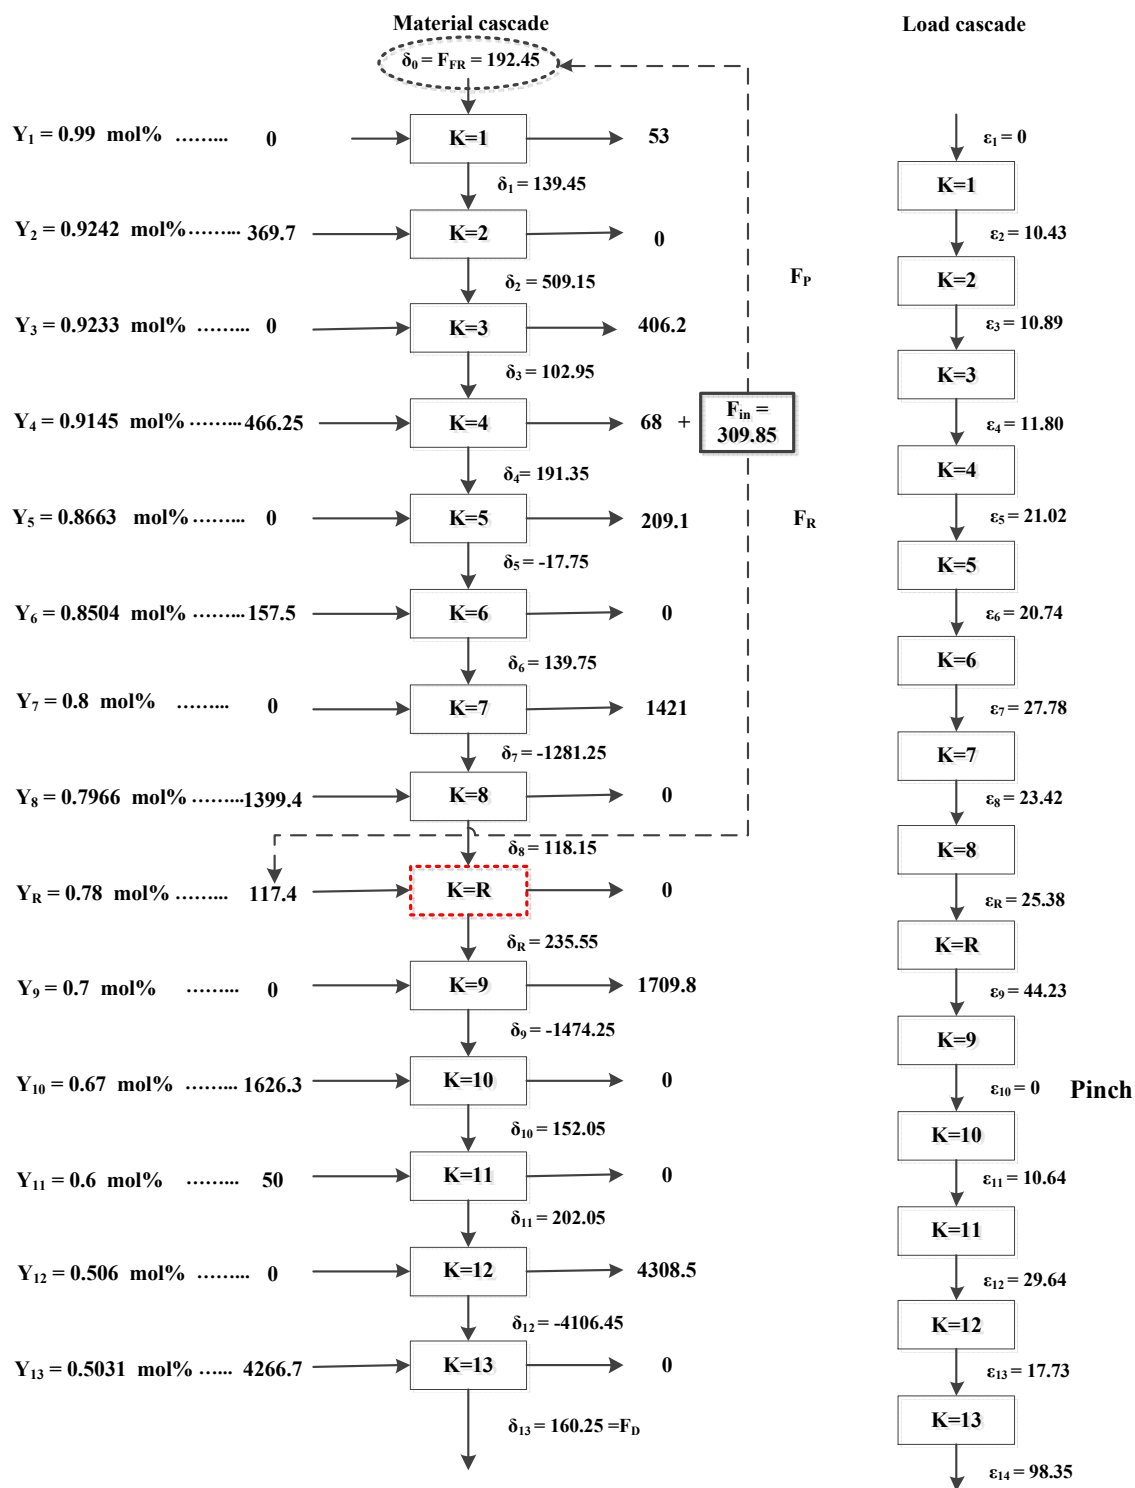 Material cascade
Load cascade
δ0 = FFR = 192.45
Y1 = 0.99 mol% ……... 0
K=1
53
ε1 = 0
K=1
δ1 = 139.45
Y2 = 0.9242 mol%……... 369.7
K=2
0
ε2 = 10.43
K=2
δ2 = 509.15
FP
Y3 = 0.9233 mol% ……... 0
K=3
406.2
ε3 = 10.89
K=3
δ3 = 102.95
Y4 = 0.9145 mol% ……...466.25
K=4
68 +
Fin =
309.85
ε4 = 11.80
K=4
δ4 = 191.35
Y5 = 0.8663 mol%……... 0
K=5
209.1
FR
ε5 = 21.02
K=5
δ5 = -17.75
Y6 = 0.8504 mol%……...157.5
K=6
0
ε6 = 20.74
K=6
δ6 = 139.75
Y7 = 0.8 mol% ……... 0
K=7
1421
ε7 = 27.78
K=7
δ7 = -1281.25
Y8 = 0.7966 mol% ……...1399.4
K=8
0
ε8 = 23.42
K=8
δ8 = 118.15
YR = 0.78 mol% ……... 117.4
K=R
0
εR = 25.38
K=R
δR = 235.55
Y9 = 0.7 mol% ……... 0
K=9
1709.8
ε9 = 44.23
K=9
δ9 = -1474.25
Y10 = 0.67 mol% ……... 1626.3
K=10
0
ε10 = 0 Pinch
K=10
δ10 = 152.05
Y11 = 0.6 mol% ……... 50
K=11
0
ε11 = 10.64
K=11
δ11 = 202.05
Y12 = 0.506 mol% ……... 0
K=12
4308.5
ε12 = 29.64
K=12
δ12 = -4106.45
Y13 = 0.5031 mol% …... 4266.7
K=13
0
ε13 = 17.73
K=13
δ13 = 160.25 =FD
ε14 = 98.35